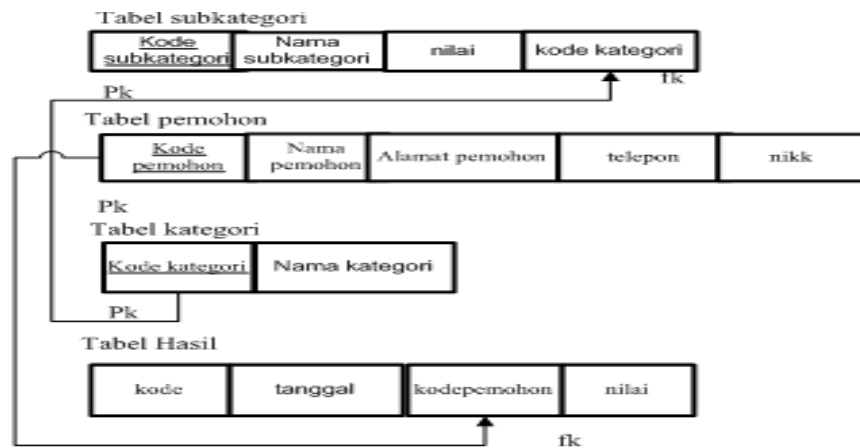 Tabel subkategori
Kode subkategori Nama subkategori nilai kode kategori
Pk fk
Tabel pemohon
Kode pemohon Nama pemohon Alamat pemohon telepon nikk
Pk
Tabel kategori
Kode kategori Nama kategori
Pk
Tabel Hasil
kode tanggal kodepemohon nilai
fk